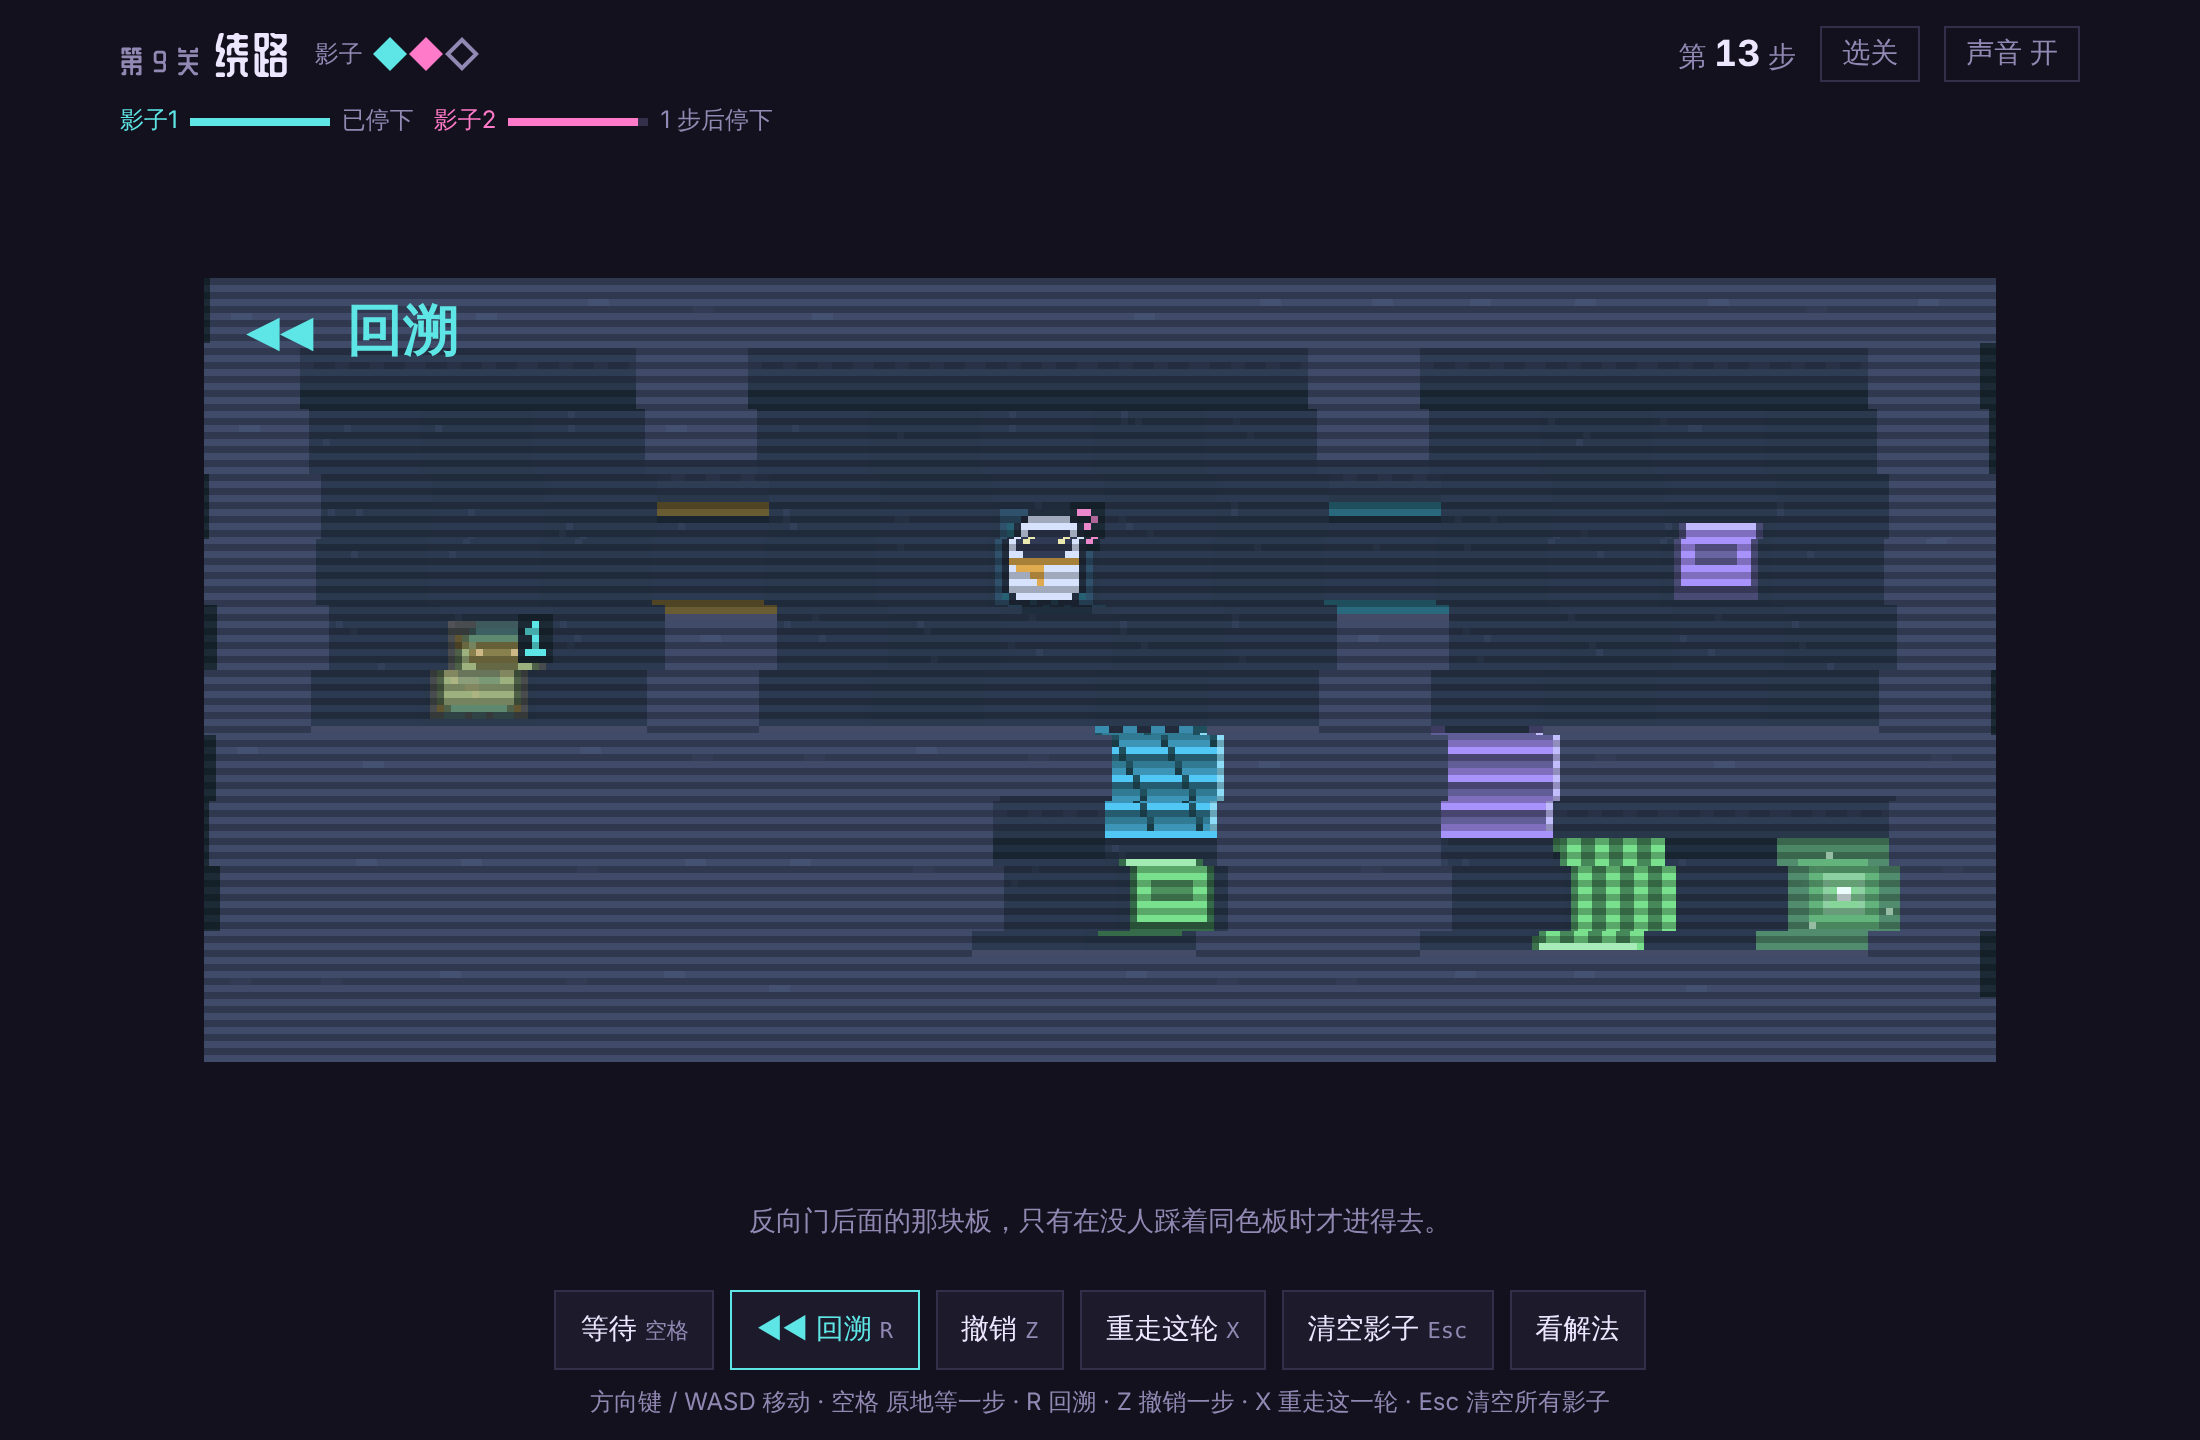 第 9 关 绕路 影子
第 13 步 选关 声音 开
影子1 已停下 影子2 1 步后停下
◀◀ 回溯
2
1
反向门后面的那块板，只有在没人踩着同色板时才进得去。
等待 空格 ◀◀ 回溯 R 撤销 Z 重走这轮 X 清空影子 Esc 看解法
方向键 / WASD 移动 · 空格 原地等一步 · R 回溯 · Z 撤销一步 · X 重走这一轮 · Esc 清空所有影子